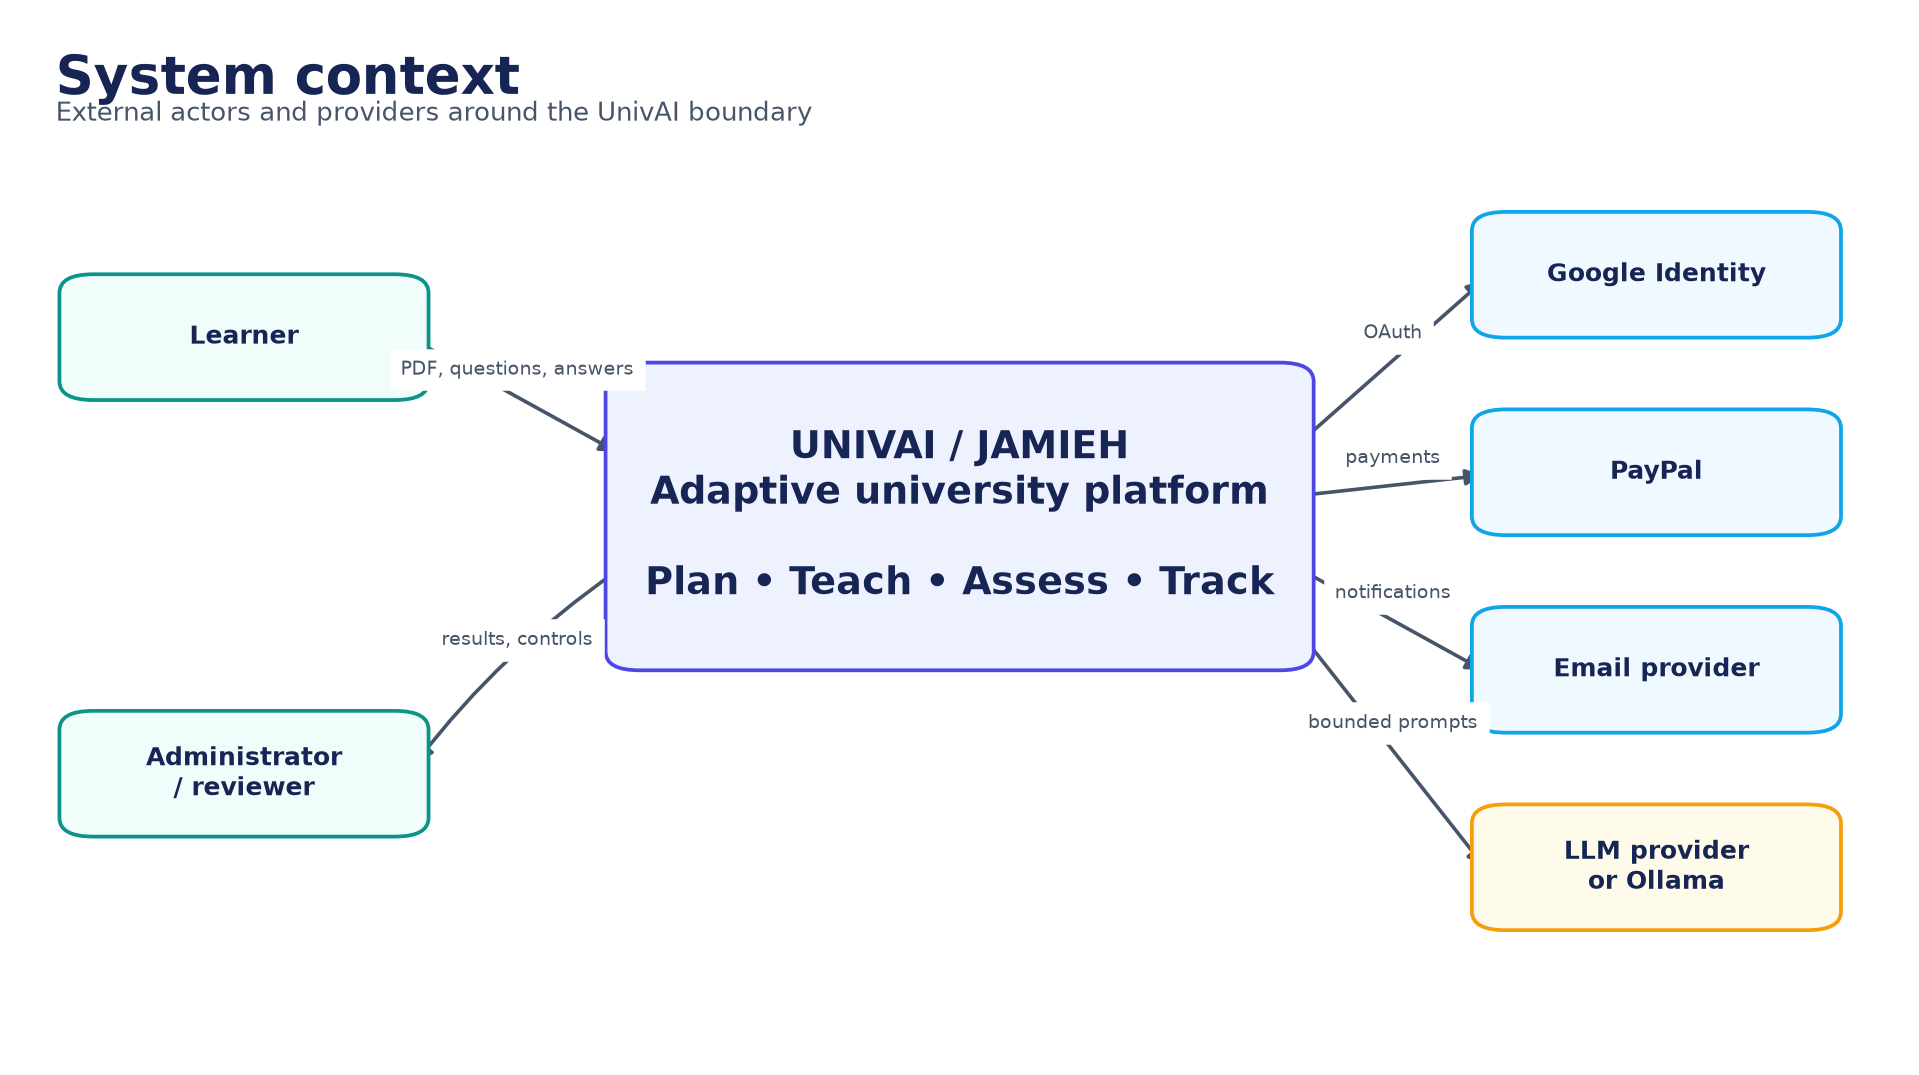 System context
External actors and providers around the UnivAI boundary
Learner
PDF, questions, answers
UNIVAI / JAMIEH
Adaptive university platform
Plan • Teach • Assess • Track
results, controls
Administrator
/ reviewer
OAuth
Google Identity
payments
PayPal
notifications
Email provider
bounded prompts
LLM provider
or Ollama